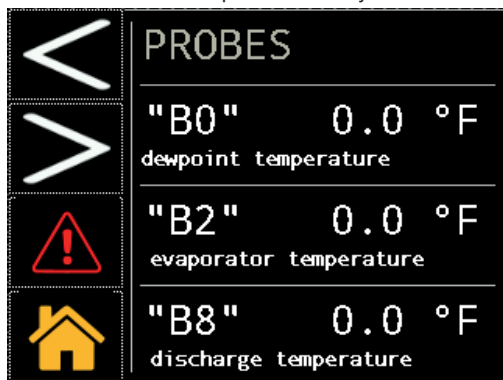 PROBES
"B0" 0.0 °F
dewpoint temperature
"B2" 0.0 °F
evaporator temperature
"B8" 0.0 °F
discharge temperature